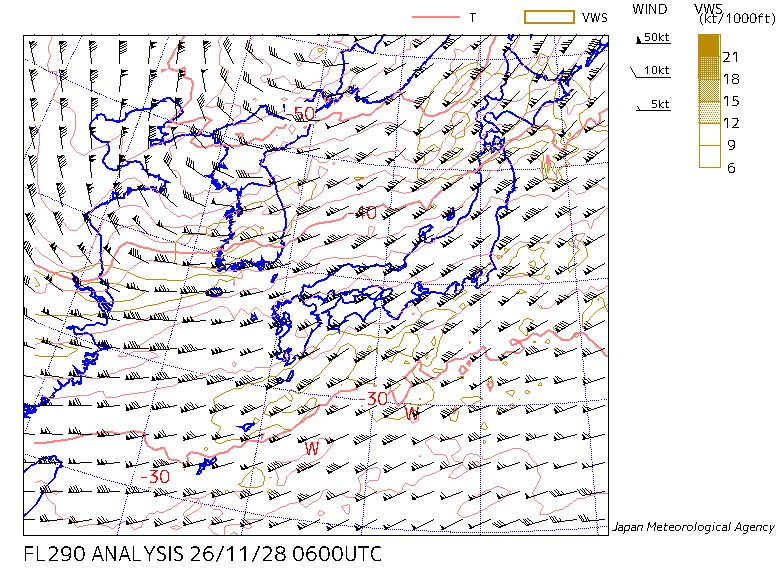 T
VWS
WIND
VWS
(kt/1000ft)
50kt
10kt
5kt
21
18
15
12
9
6
-50
-40
-30
W
W
-30
Japan Meteorological Agency
FL290 ANALYSIS 26/11/28 0600UTC